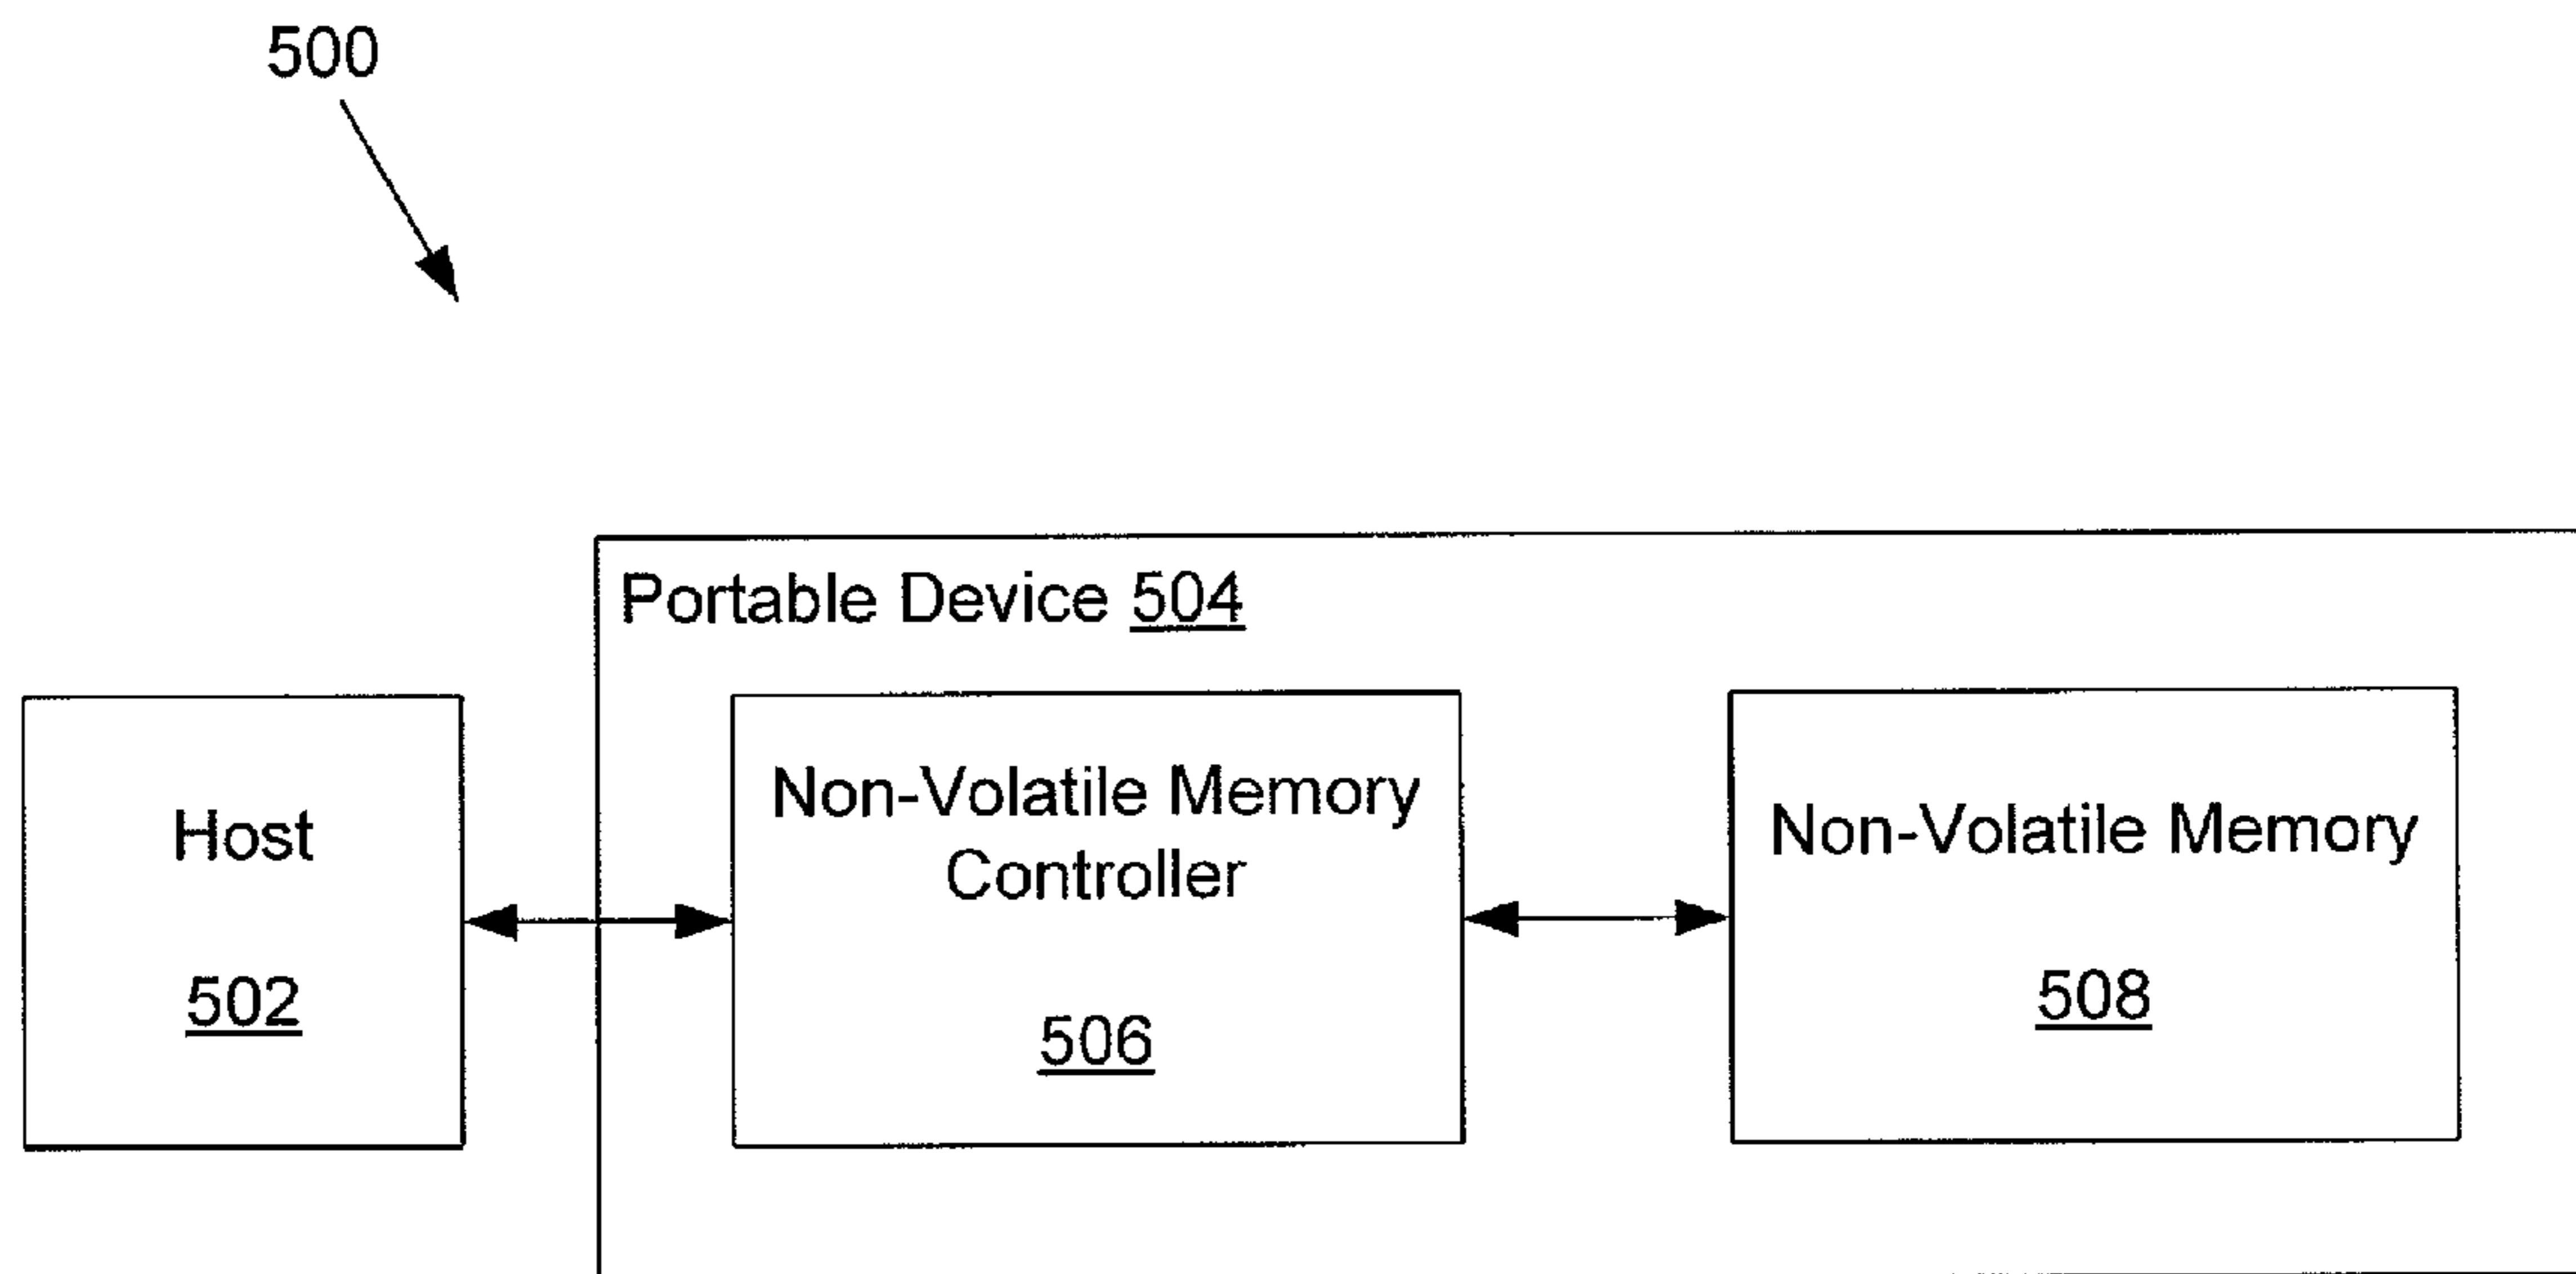 500
Portable Device 504
Host
502
Non-Volatile Memory
Controller
506
Non-Volatile Memory
508